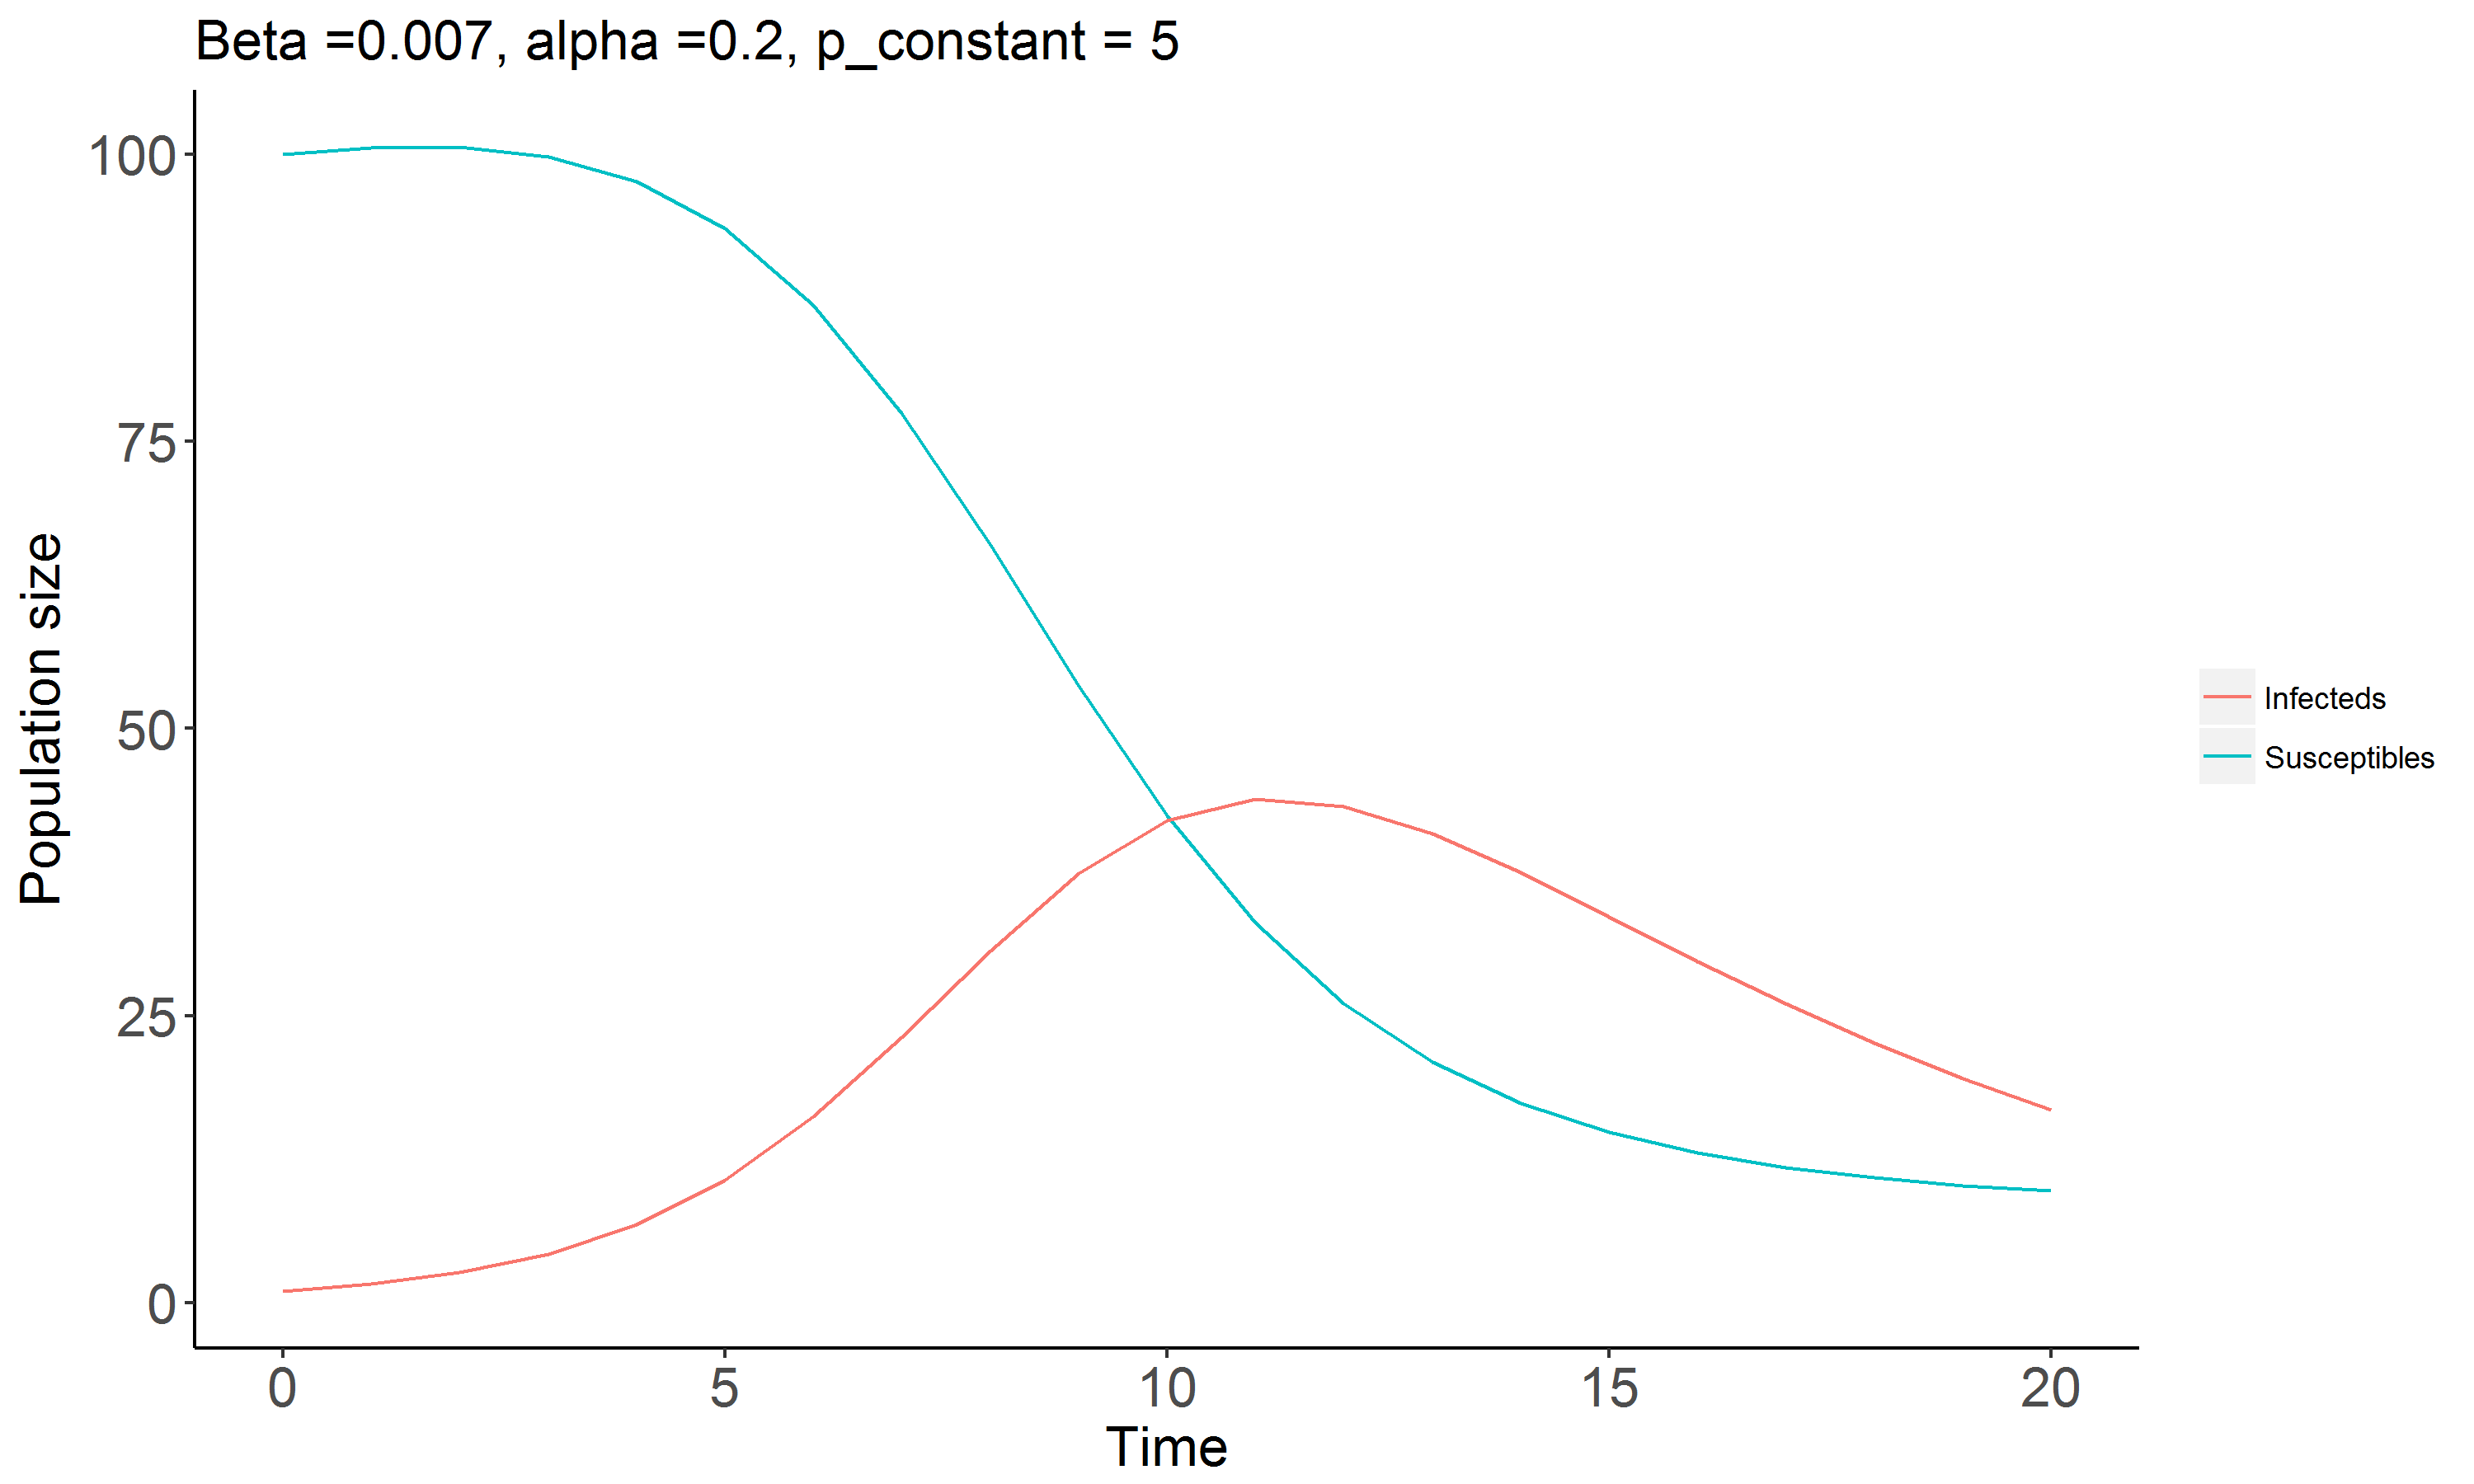 Beta =0.007, alpha =0.2, p_constant = 5
100
75
50
25
0
Population size
0 5 10 15 20
Time
Infecteds
Susceptibles